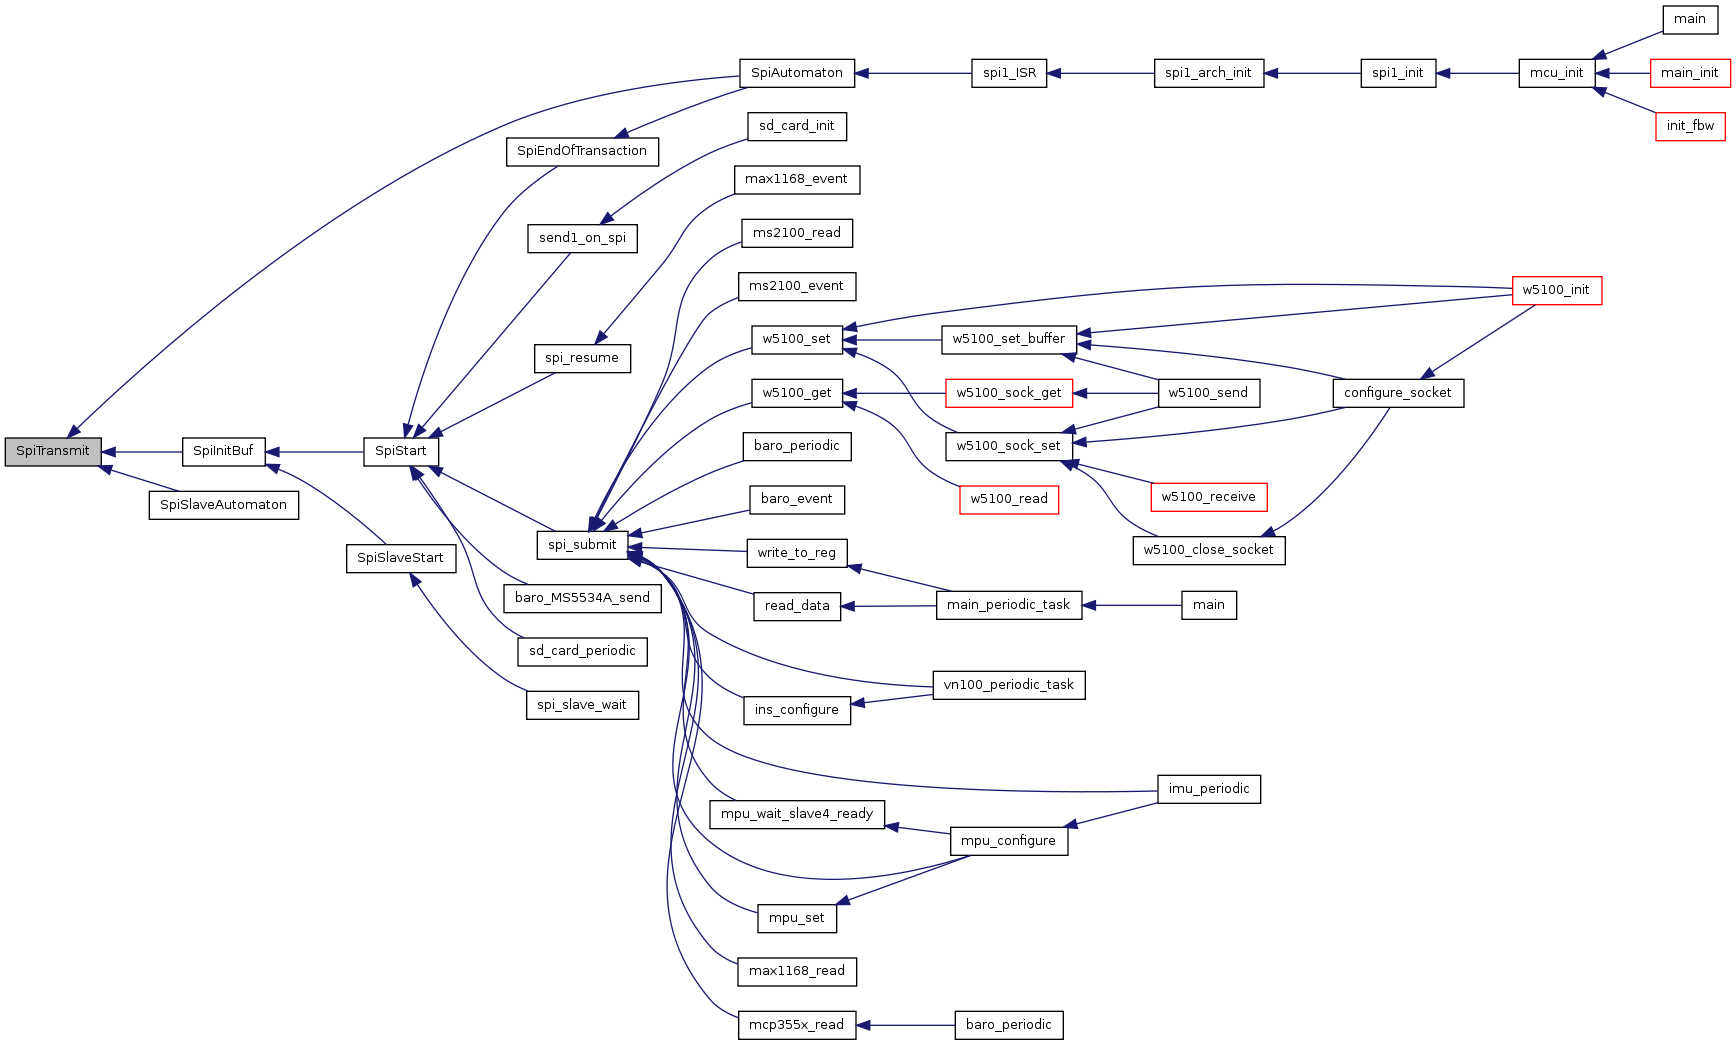 main
SpiAutomaton
spi1_ISR
spi1_arch_init
spi1_init
mcu_init
main_init
sd_card_init
init_fbw
SpiEndOfTransaction
max1168_event
send1_on_spi
ms2100_read
ms2100_event
w5100_init
w5100_set
w5100_set_buffer
spi_resume
w5100_get
w5100_sock_get
w5100_send
configure_socket
SpiTransmit
SpiInitBuf
SpiStart
baro_periodic
w5100_sock_set
SpiSlaveAutomaton
baro_event
w5100_read
w5100_receive
SpiSlaveStart
spi_submit
write_to_reg
w5100_close_socket
baro_MS5534A_send
read_data
main_periodic_task
main
sd_card_periodic
vn100_periodic_task
spi_slave_wait
ins_configure
imu_periodic
mpu_wait_slave4_ready
mpu_configure
mpu_set
max1168_read
mcp355x_read
baro_periodic